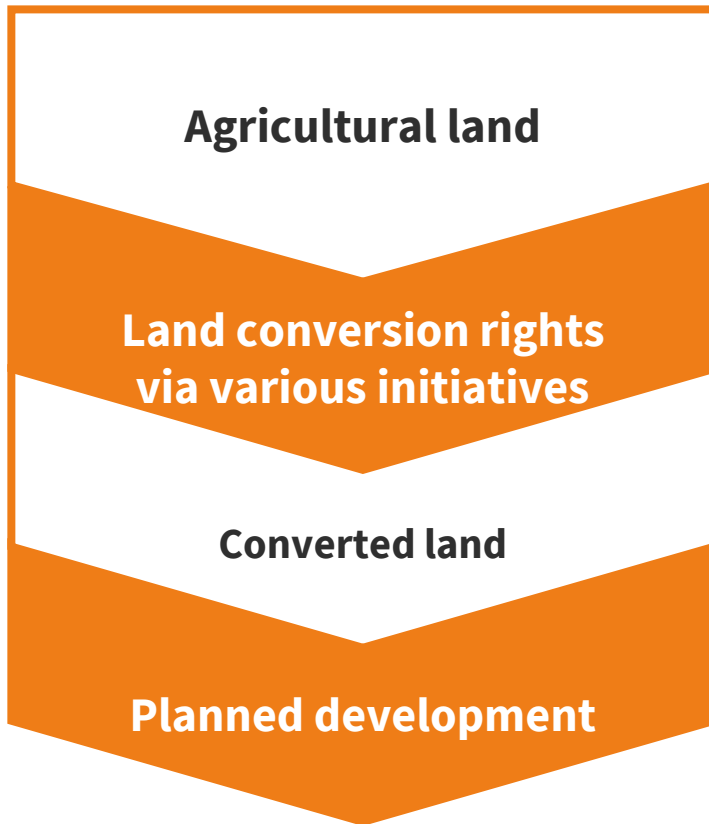 Agricultural land
Land conversion rights
via various initiatives
Converted land
Planned development